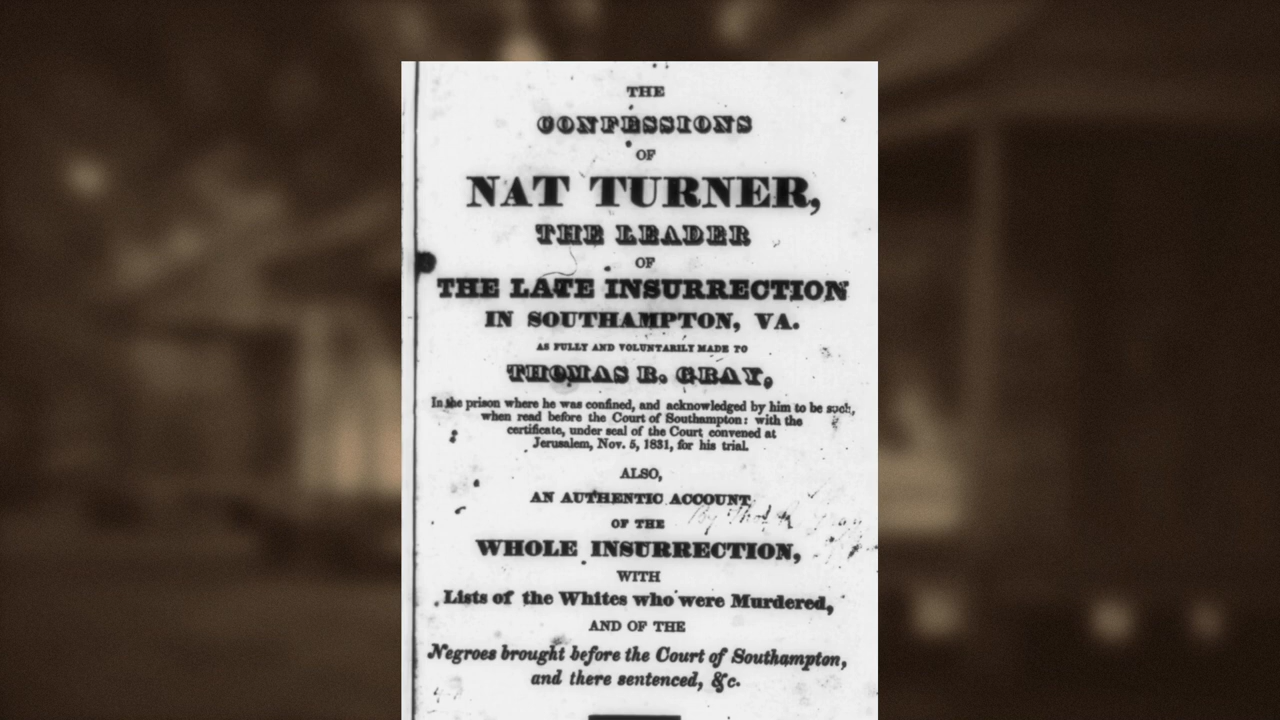 THE
CONFESSIONS
OF
NAT TURNER,
THE LEADER
OF
THE LATE INSURRECTION
IN SOUTHAMPTON, VA.
AS FULLY AND VOLUNTARILY MADE TO
THOMAS R. GRAY,
In the prison where he was confined, and acknowledged by him to be such,
when read before the Court of Southampton: with the
certificate, under seal of the Court convened at
Jerusalem, Nov. 5, 1831, for his trial.
ALSO,
AN AUTHENTIC ACCOUNT
OF THE
WHOLE INSURRECTION,
WITH
Lists of the Whites who were Murdered,
AND OF THE
Negroes brought before the Court of Southampton,
and there sentenced, &c.